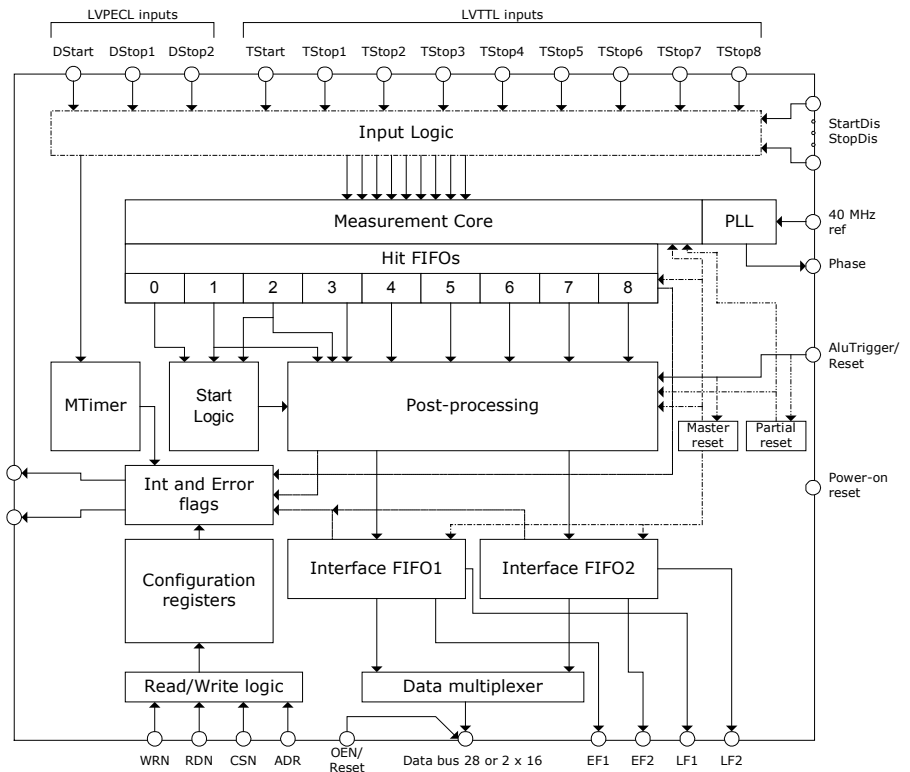 LVPECL inputs
LVTTL inputs
DStart DStop1 DStop2 TStart TStop1 TStop2 TStop3 TStop4 TStop5 TStop6 TStop7 TStop8
Input Logic
StartDis
StopDis
Measurement Core
PLL
40 MHz
ref
Hit FIFOs
Phase
0 1 2 3 4 5 6 7 8
AluTrigger/
Reset
MTimer
Start
Logic
Post-processing
Master
reset
Partial
reset
Int and Error
flags
Power-on
reset
Configuration
registers
Interface FIFO1
Interface FIFO2
Read/Write logic
Data multiplexer
WRN RDN CSN ADR
OEN/
Reset
Data bus 28 or 2 x 16
EF1 EF2 LF1 LF2